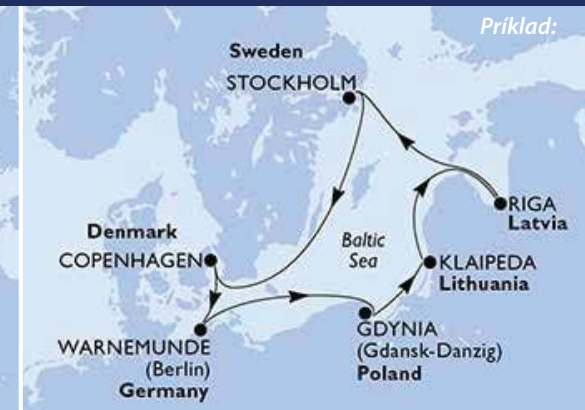 Príklad:
Sweden
STOCKHOLM
RIGA
Latvia
Denmark
COPENHAGEN
Baltic
Sea
KLAIPEDA
Lithuania
GDYNIA
(Gdansk-Danzig)
Poland
WARNEMUNDE
(Berlin)
Germany